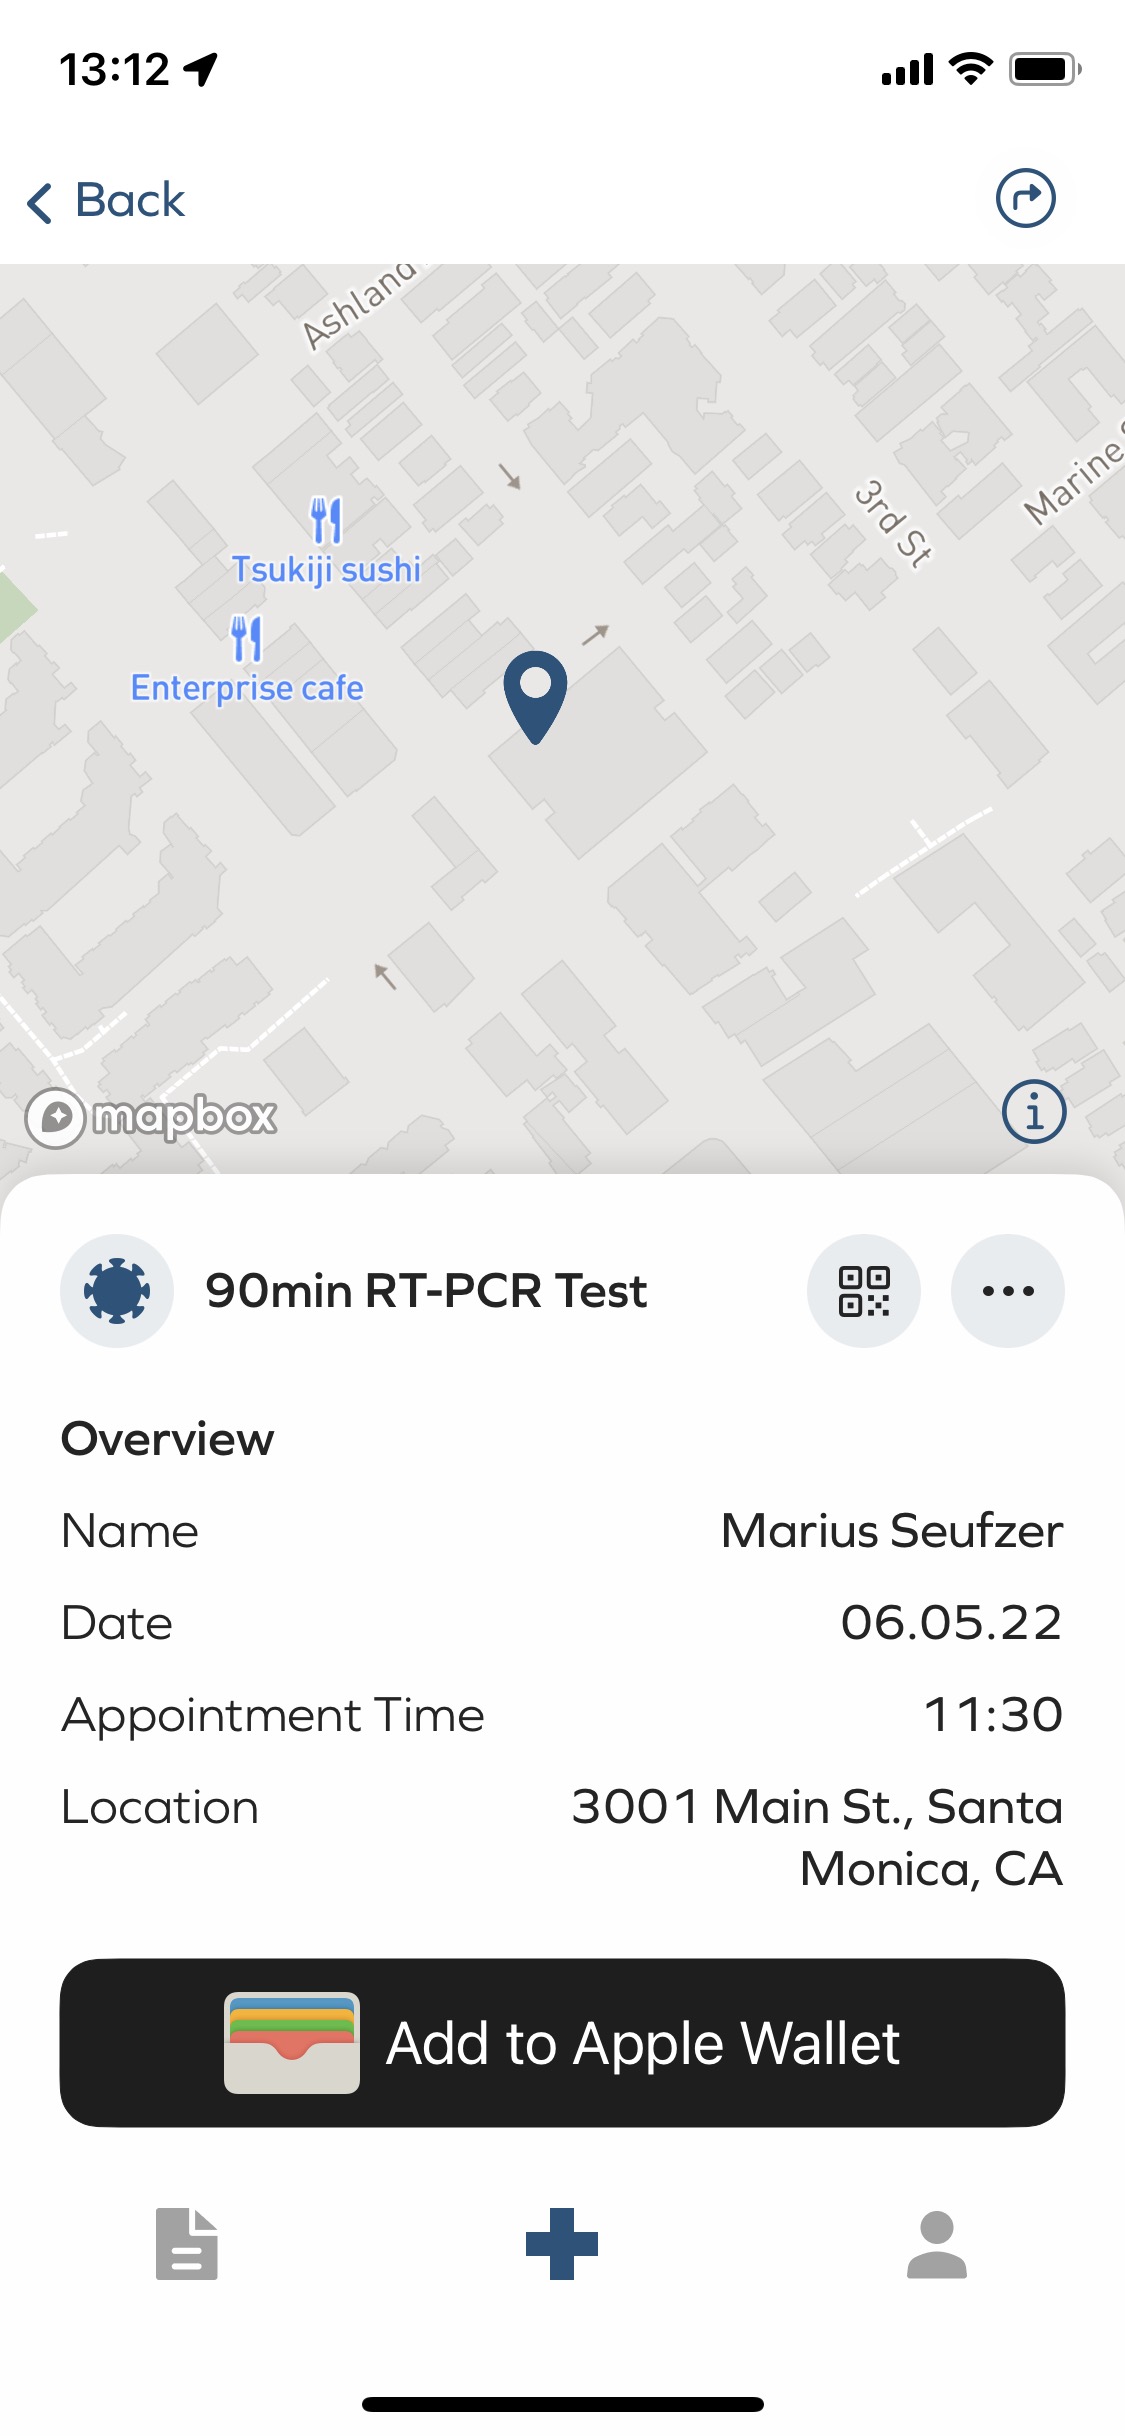 13:12
Back
Ashland
3rd St
Marine
Tsukiji sushi
Enterprise cafe
mapbox
90min RT-PCR Test
Overview
Name Marius Seufzer
Date 06.05.22
Appointment Time 11:30
Location 3001 Main St., Santa
Monica, CA
Add to Apple Wallet